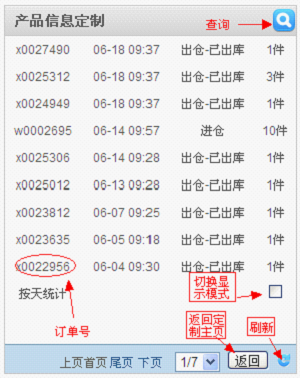 产品信息定制 查询
x0027490 06-18 09:37 出仓-已出库 1件
x0025312 06-18 09:37 出仓-已出库 3件
x0024949 06-18 09:37 出仓-已出库 1件
w0002695 06-14 09:57 进仓 10件
x0025306 06-14 09:28 出仓-已出库 1件
x0025012 06-13 09:28 出仓-已出库 1件
x0023812 06-07 09:25 出仓-已出库 1件
x0023635 06-05 09:18 出仓-已出库 1件
x0022956 06-04 09:30 出仓-已出库 1件
按天统计
切换显
示模式
订单号
返回定
制主页
刷新
上页首页 尾页 下页 1/7 返回